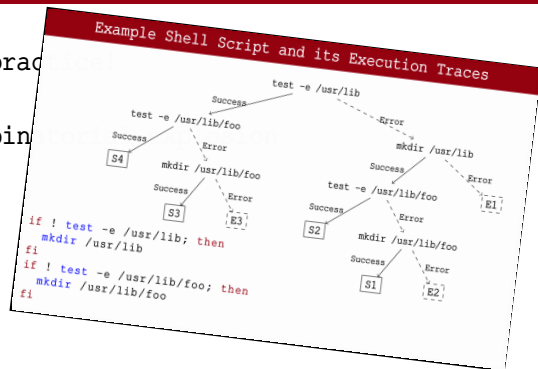 Example Shell Script and its Execution Traces
test -e /usr/lib
Success
Error
test -e /usr/lib/foo
mkdir /usr/lib
Success
Error
Success
Error
S4
mkdir /usr/lib/foo
test -e /usr/lib/foo
E1
Success
Error
Success
Error
S3
E3
S2
mkdir /usr/lib/foo
Success
Error
S1
E2
if ! test -e /usr/lib; then
mkdir /usr/lib
fi
if ! test -e /usr/lib/foo; then
mkdir /usr/lib/foo
fi